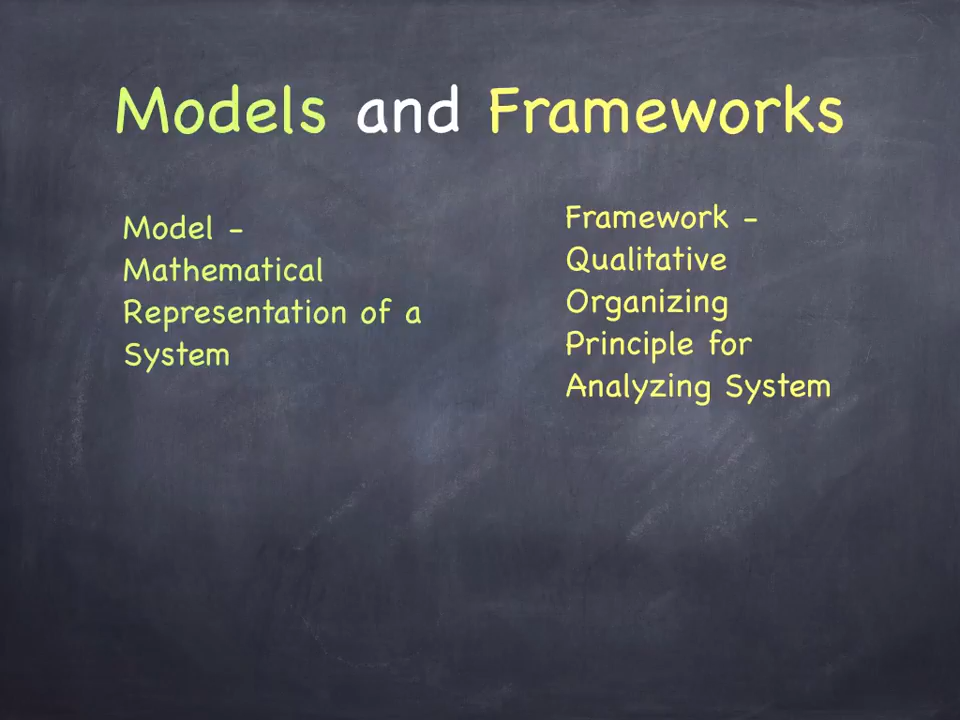 Models and Frameworks
Model -
Mathematical
Representation of a
System
Framework -
Qualitative
Organizing
Principle for
Analyzing System